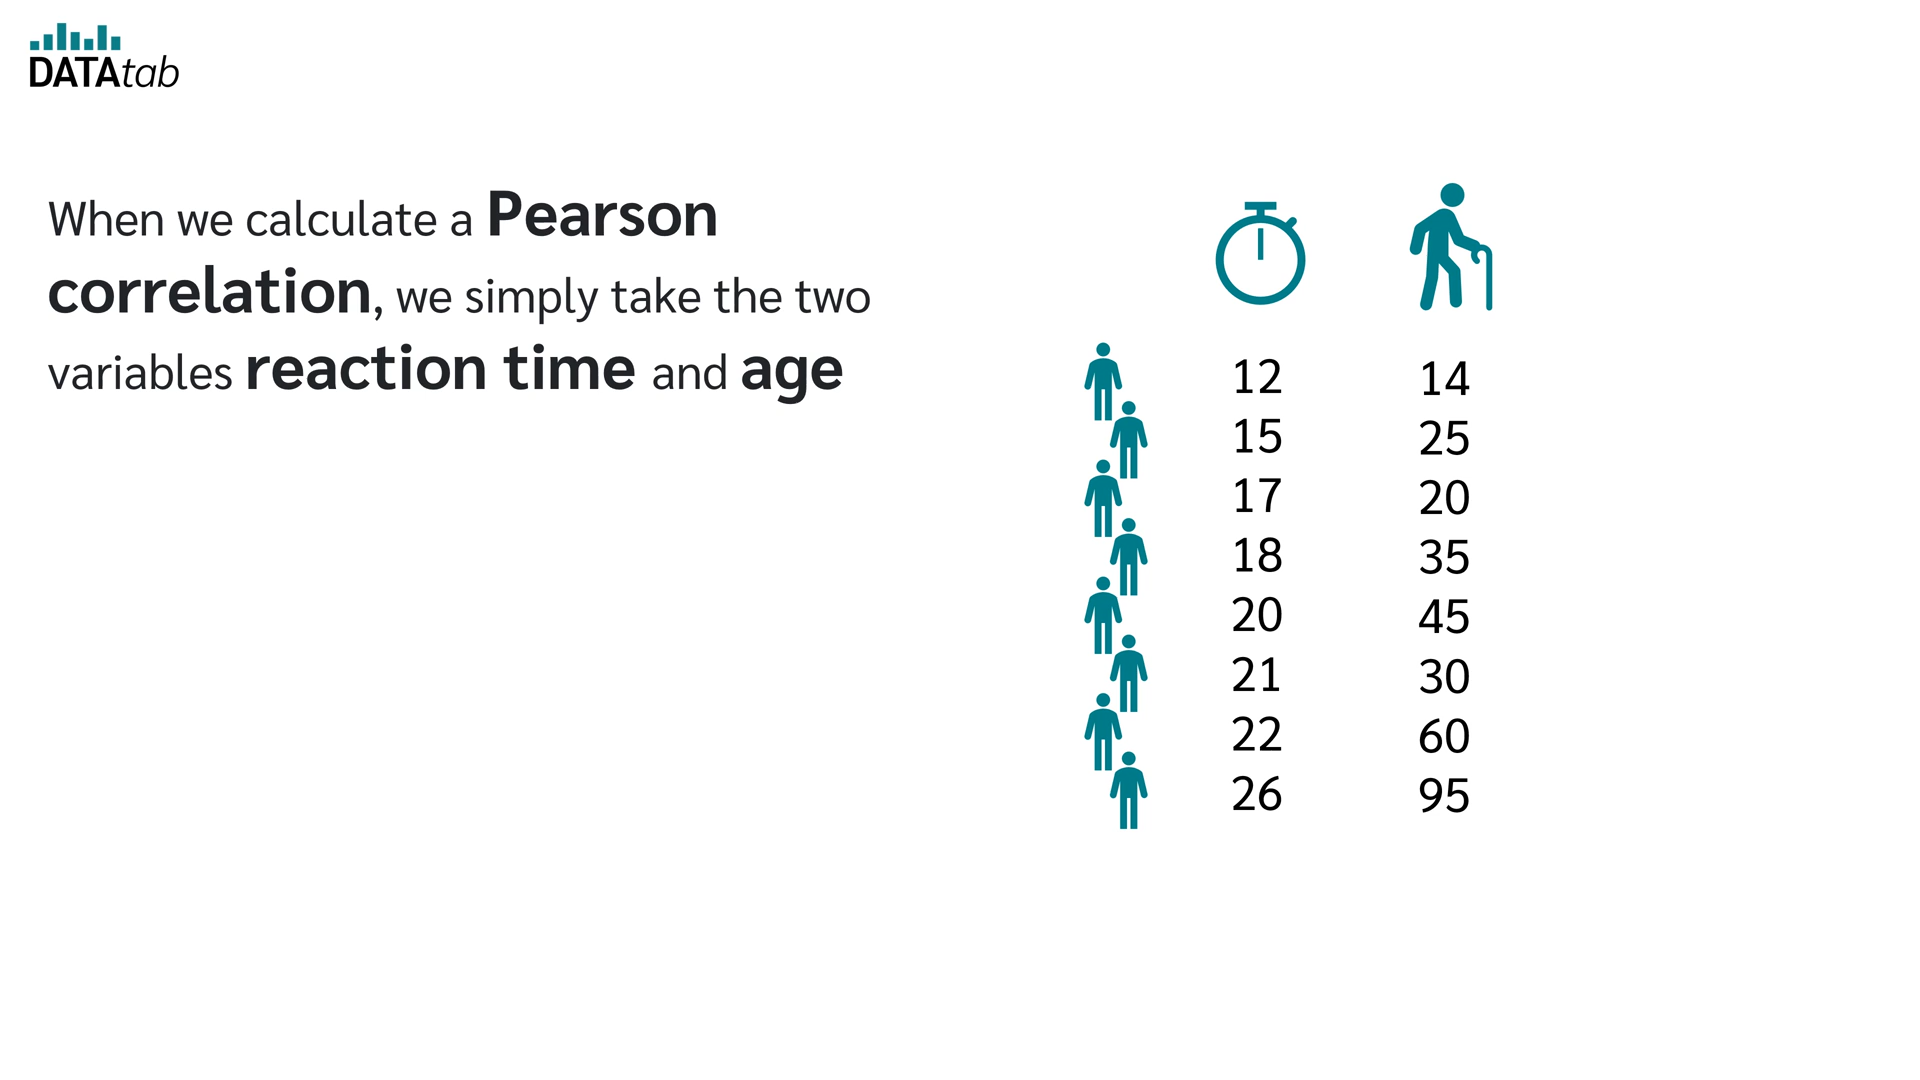 DATAtab
When we calculate a Pearson
correlation, we simply take the two
variables reaction time and age
12 14
15 25
17 20
18 35
20 45
21 30
22 60
26 95